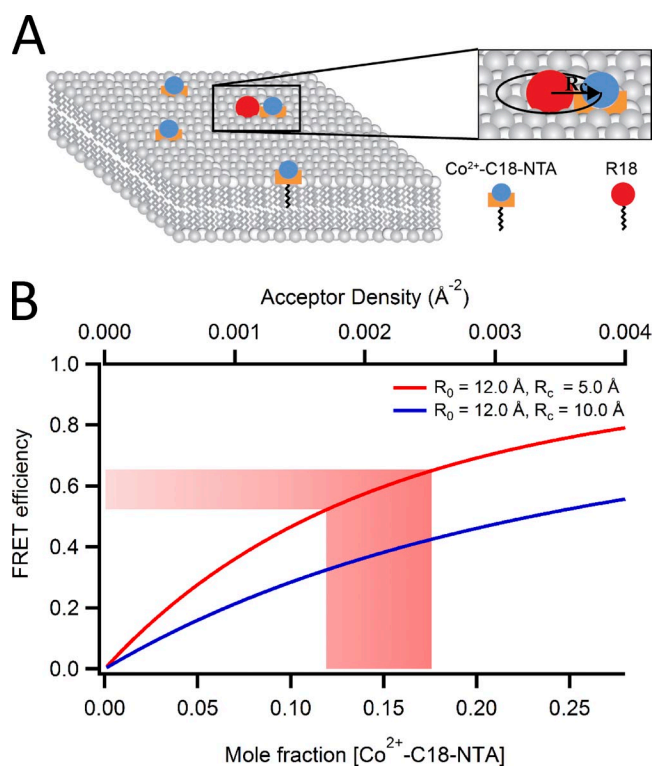 A
Rc
Co²⁺-C18-NTA
R18
B
Acceptor Density (Å⁻²)
0.000 0.001 0.002 0.003 0.004
R₀ = 12.0 Å, R꜀ = 5.0 Å
R₀ = 12.0 Å, R꜀ = 10.0 Å
FRET efficiency
1.0
0.8
0.6
0.4
0.2
0.0
0.00 0.05 0.10 0.15 0.20 0.25
Mole fraction [Co²⁺-C18-NTA]